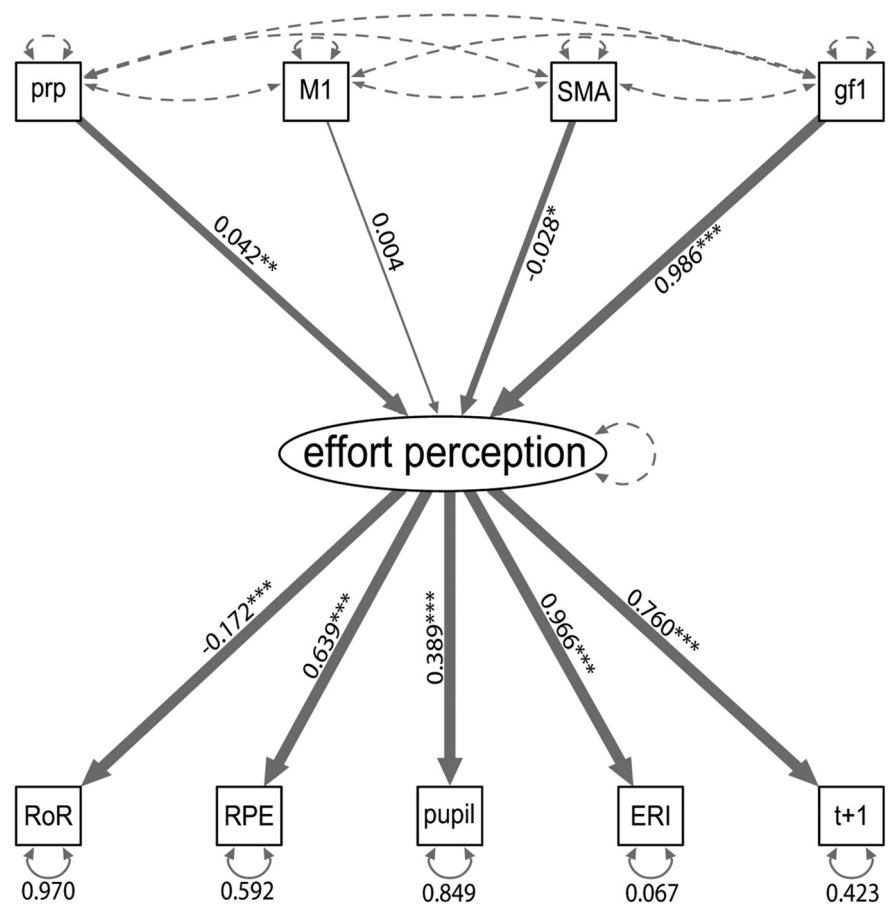 prp
M1
SMA
gf1
0.042**
0.004
-0.028*
0.986***
effort perception
-0.172***
0.639***
0.389***
0.966***
0.760***
RoR
RPE
pupil
ERI
t+1
0.970
0.592
0.849
0.067
0.423